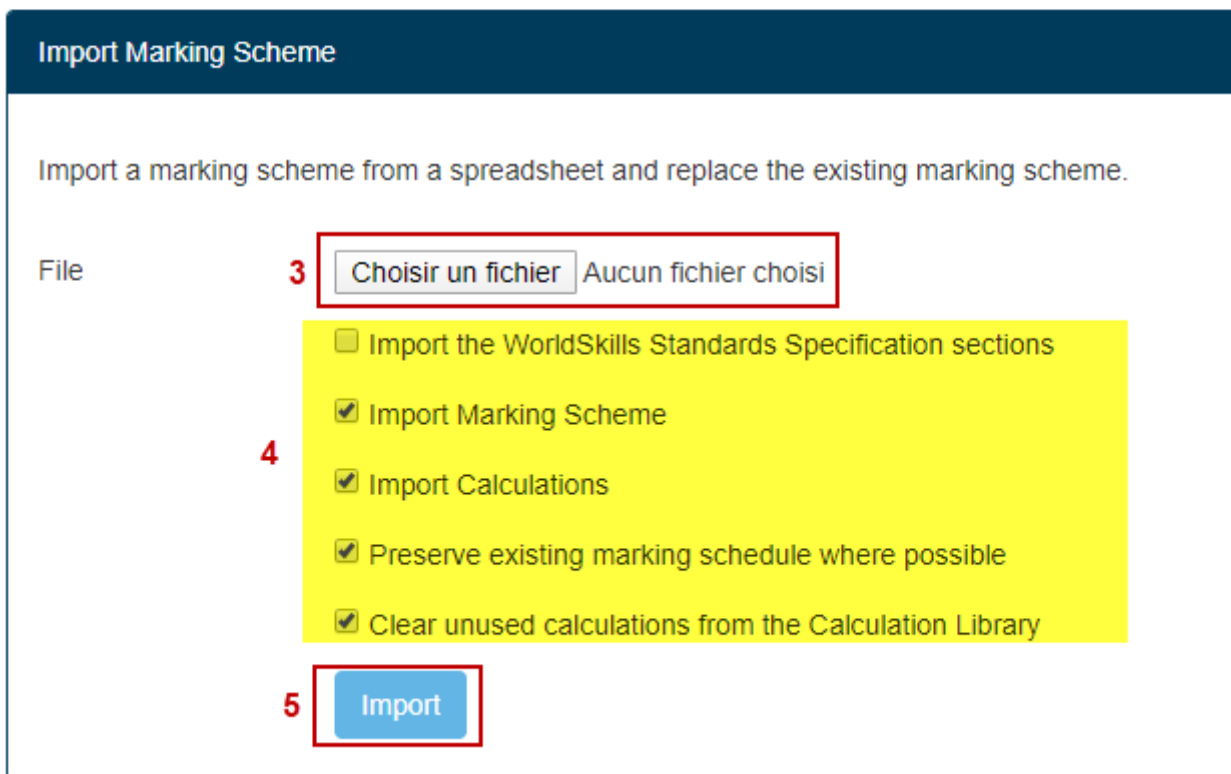 Import Marking Scheme
Import a marking scheme from a spreadsheet and replace the existing marking scheme.
File 3 Choisir un fichier Aucun fichier choisi
Import the WorldSkills Standards Specification sections
Import Marking Scheme
4
Import Calculations
Preserve existing marking schedule where possible
Clear unused calculations from the Calculation Library
5 Import